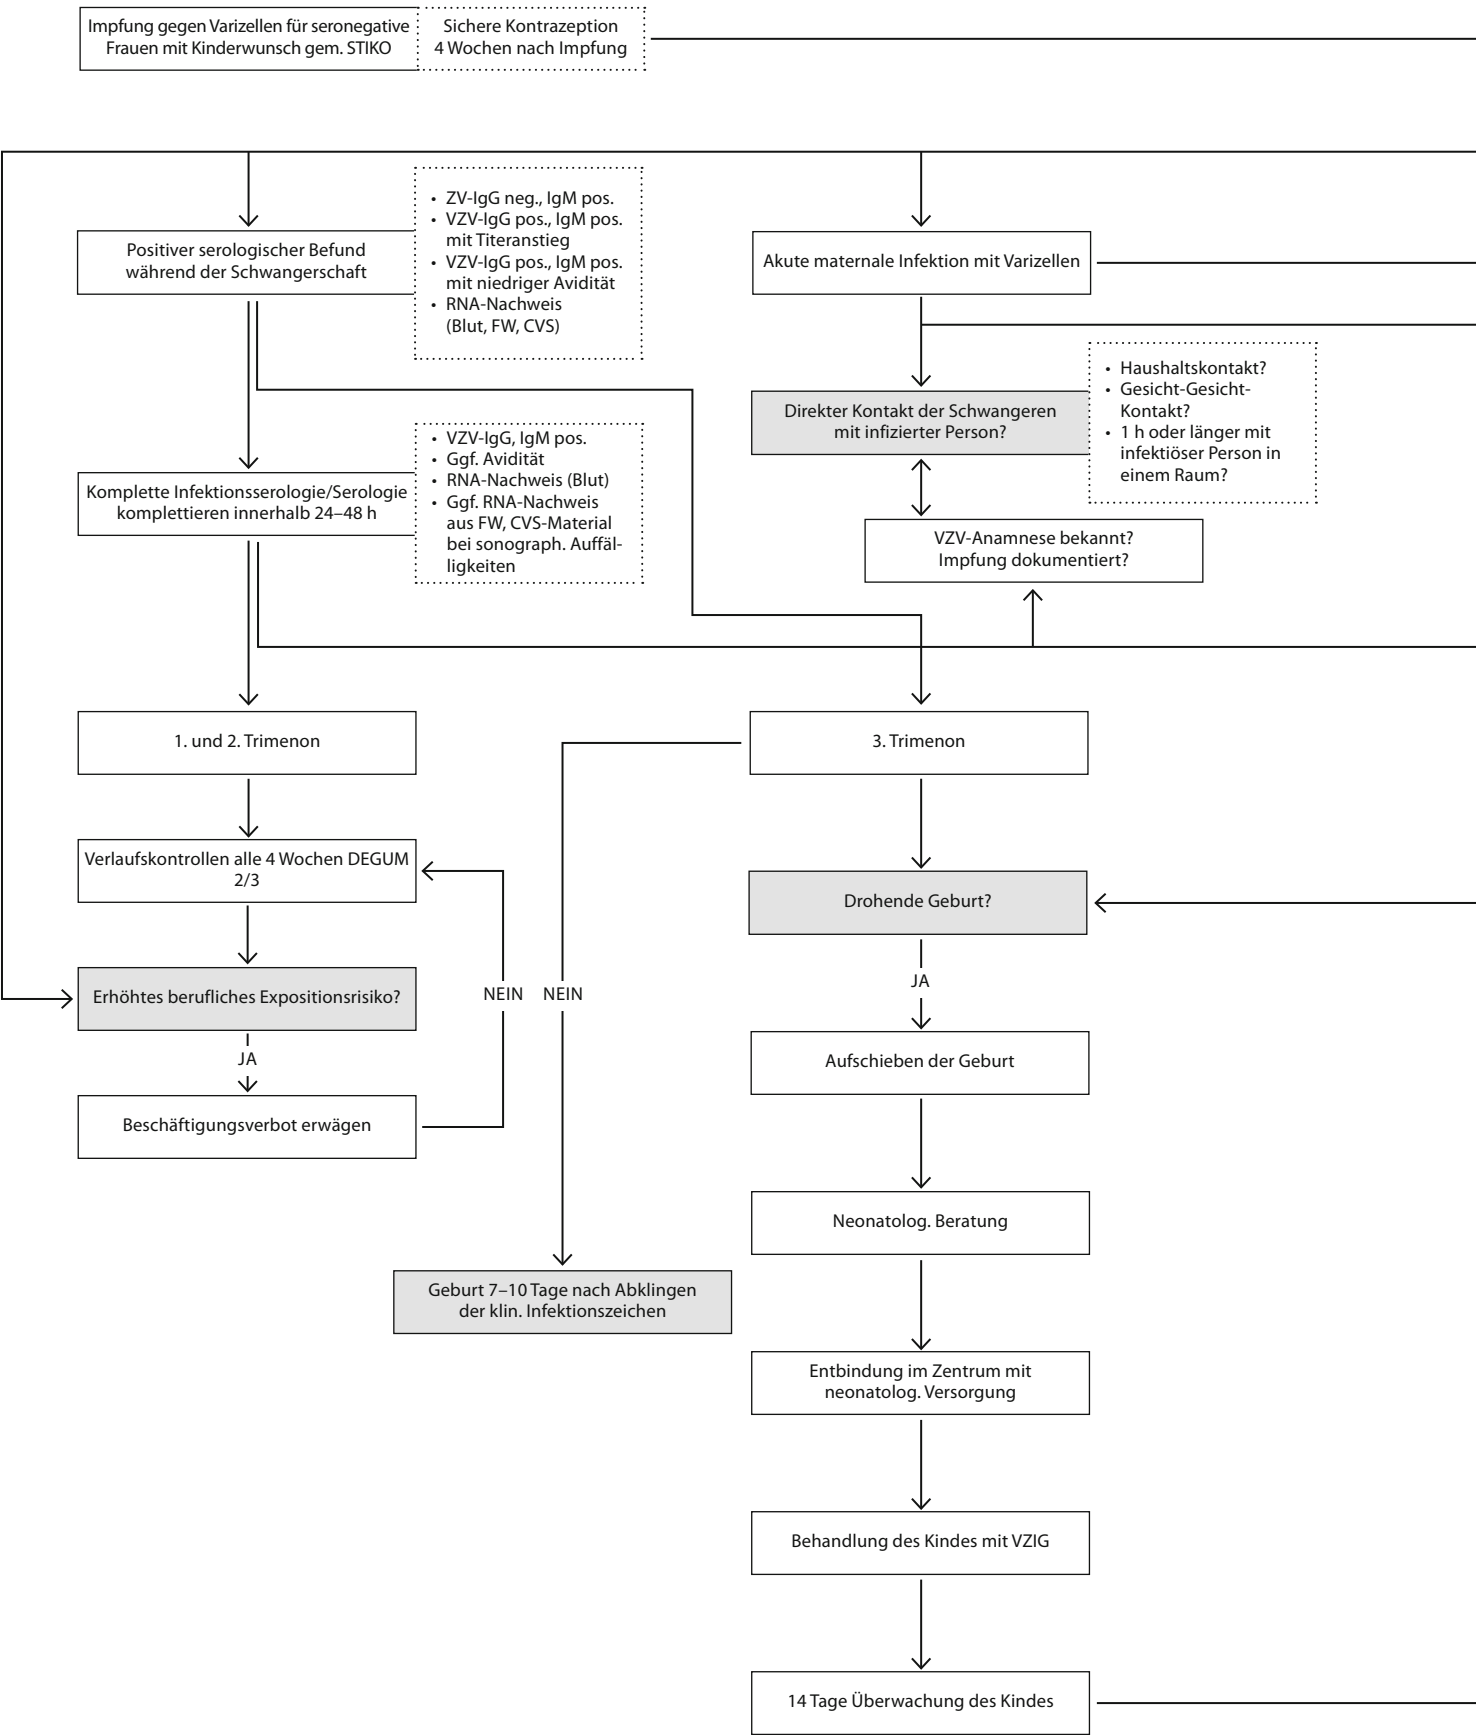 Impfung gegen Varizellen für seronegative
Frauen mit Kinderwunsch gem. STIKO
Sichere Kontrazeption
4 Wochen nach Impfung
Positiver serologischer Befund
während der Schwangerschaft
• ZV-IgG neg., IgM pos.
• VZV-IgG pos., IgM pos.
mit Titeranstieg
• VZV-IgG pos., IgM pos.
mit niedriger Avidität
• RNA-Nachweis
(Blut, FW, CVS)
Akute maternale Infektion mit Varizellen
Direkter Kontakt der Schwangeren
mit infizierter Person?
• Haushaltskontakt?
• Gesicht-Gesicht-
Kontakt?
• 1 h oder länger mit
infektiöser Person in
einem Raum?
Komplette Infektionsserologie/Serologie
komplettieren innerhalb 24–48 h
• VZV-IgG, IgM pos.
• Ggf. Avidität
• RNA-Nachweis (Blut)
• Ggf. RNA-Nachweis
aus FW, CVS-Material
bei sonograph. Auffäl-
ligkeiten
VZV-Anamnese bekannt?
Impfung dokumentiert?
1. und 2. Trimenon
3. Trimenon
Verlaufskontrollen alle 4 Wochen DEGUM
2/3
Drohende Geburt?
Erhöhtes berufliches Expositionsrisiko?
NEIN
NEIN
JA
JA
Aufschieben der Geburt
Beschäftigungsverbot erwägen
Neonatolog. Beratung
Geburt 7–10 Tage nach Abklingen
der klin. Infektionszeichen
Entbindung im Zentrum mit
neonatolog. Versorgung
Behandlung des Kindes mit VZIG
14 Tage Überwachung des Kindes